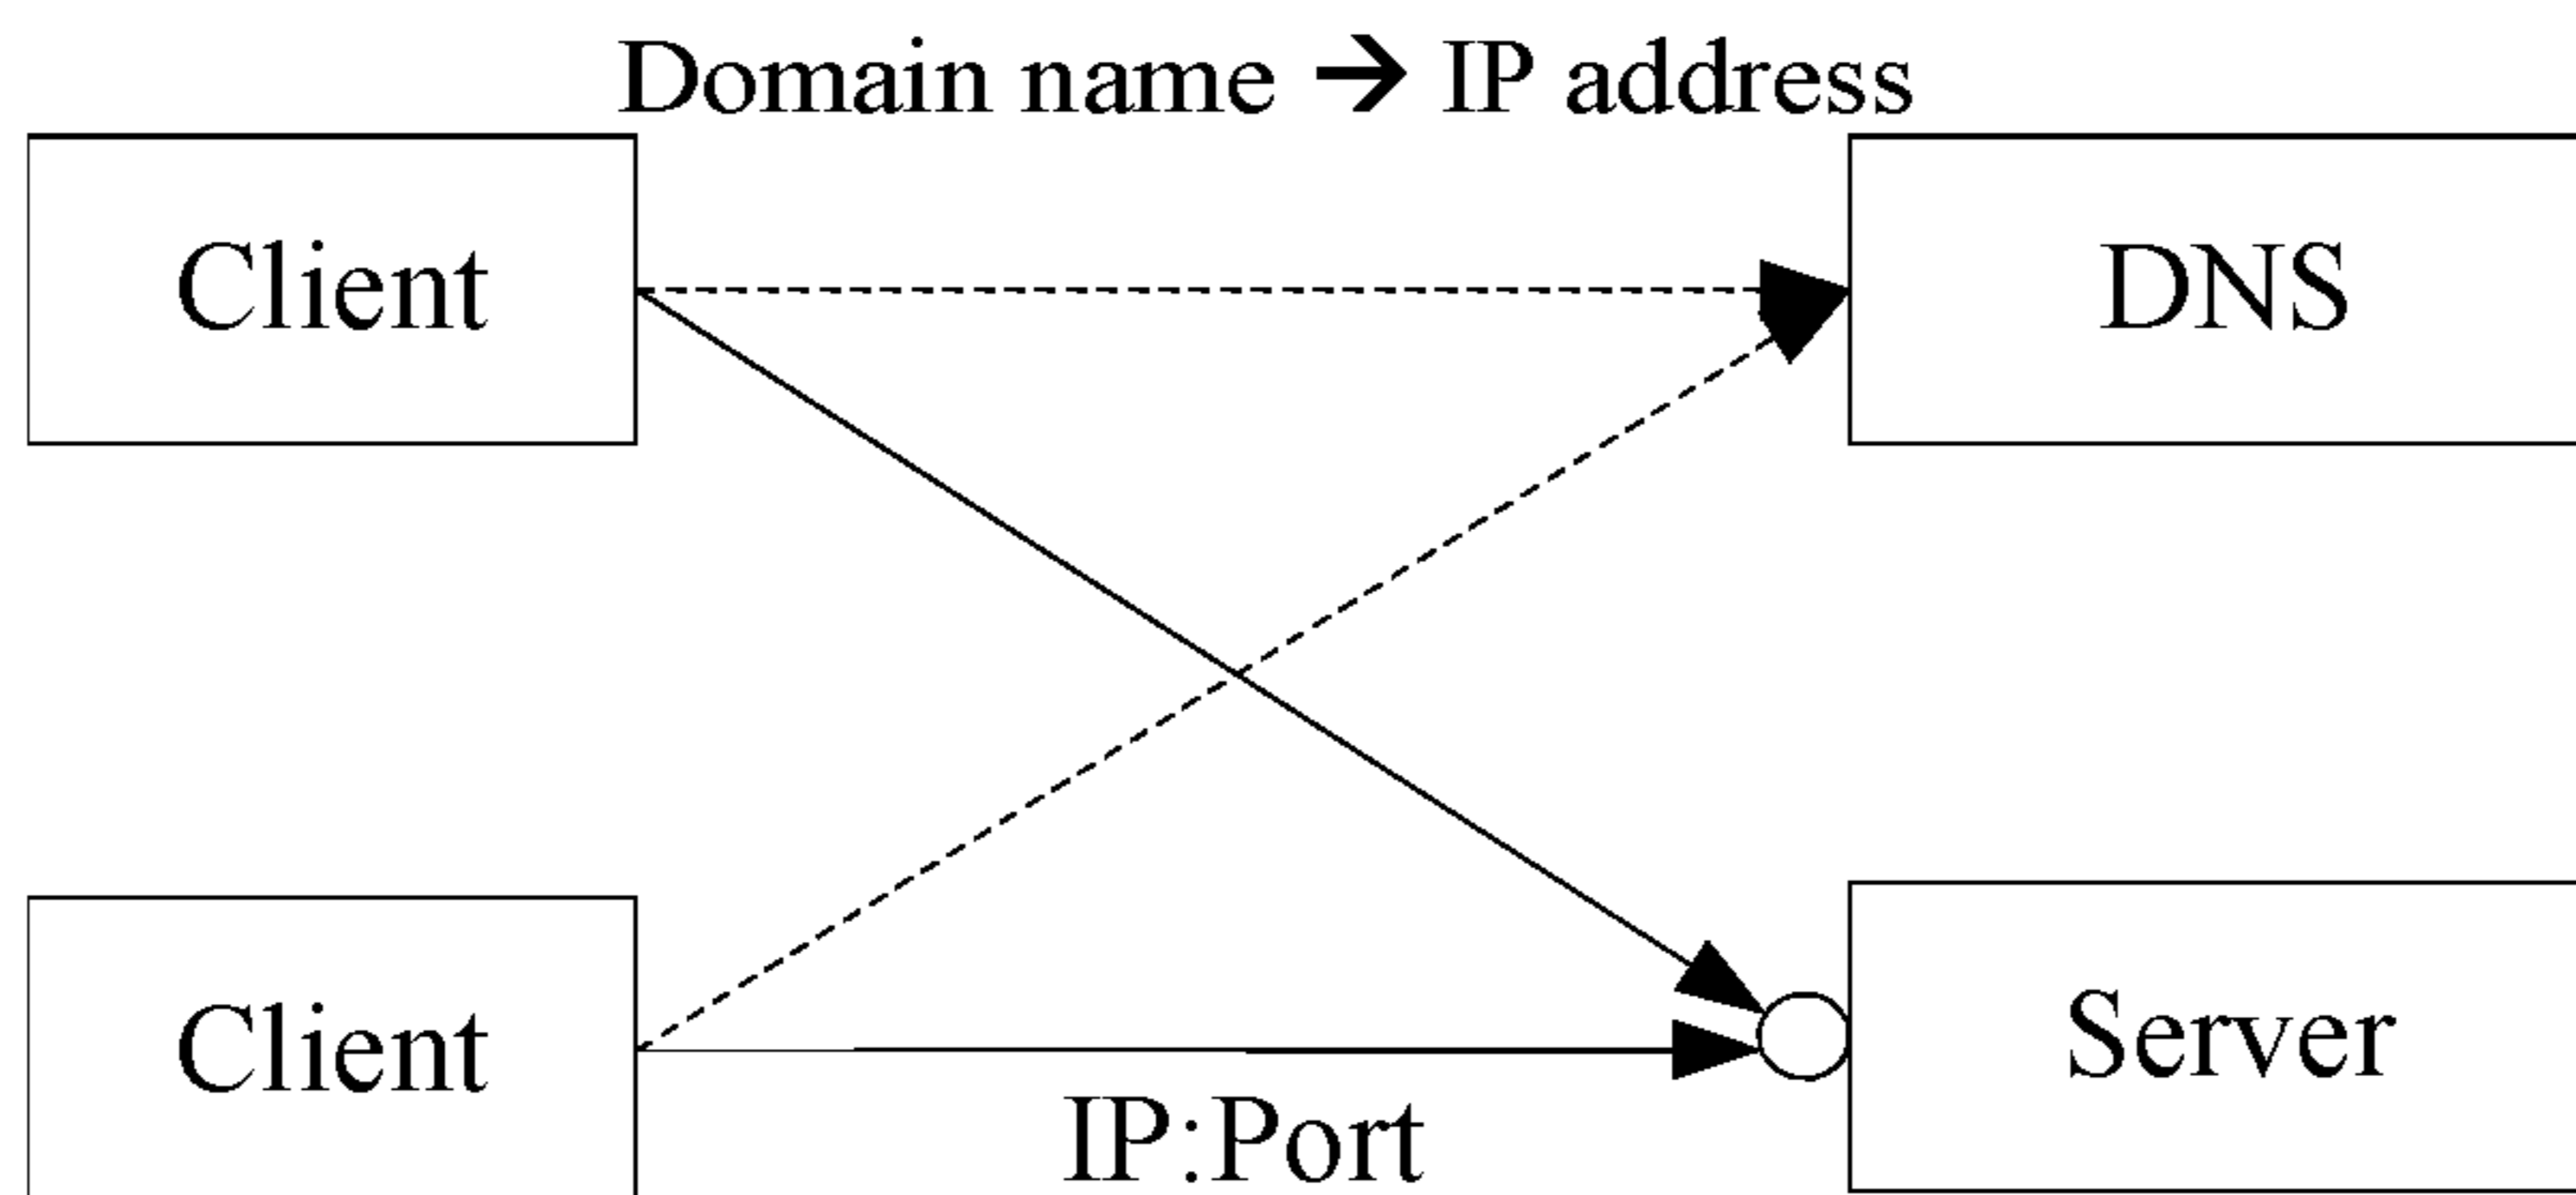 Domain name → IP address
Client
DNS
Client
Server
IP:Port